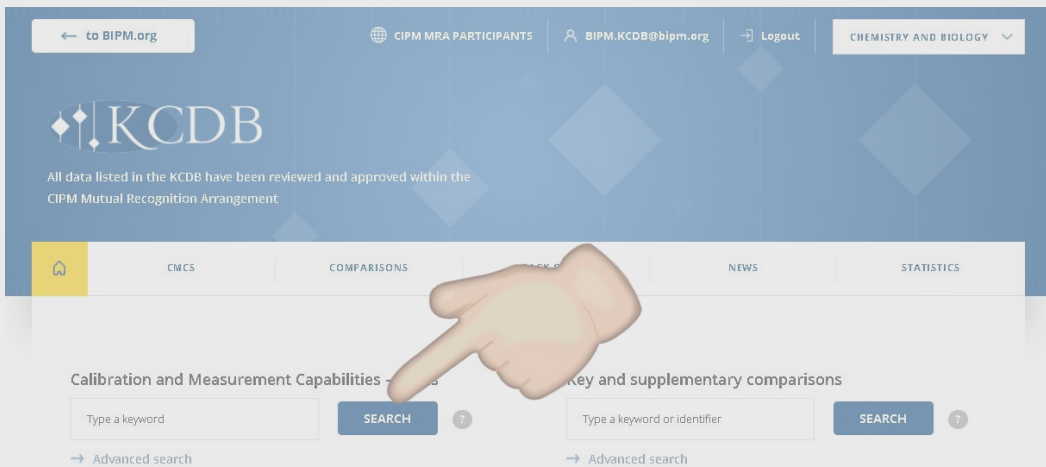 ← to BIPM.org
CIPM MRA PARTICIPANTS
BIPM.KCDB@bipm.org
Logout
CHEMISTRY AND BIOLOGY
KCDB
All data listed in the KCDB have been reviewed and approved within the
CIPM Mutual Recognition Arrangement
CMCS
COMPARISONS
NEWS
STATISTICS
Calibration and Measurement Capabilities -
Key and supplementary comparisons
Type a keyword
SEARCH
?
Type a keyword or identifier
SEARCH
?
→ Advanced search
→ Advanced search